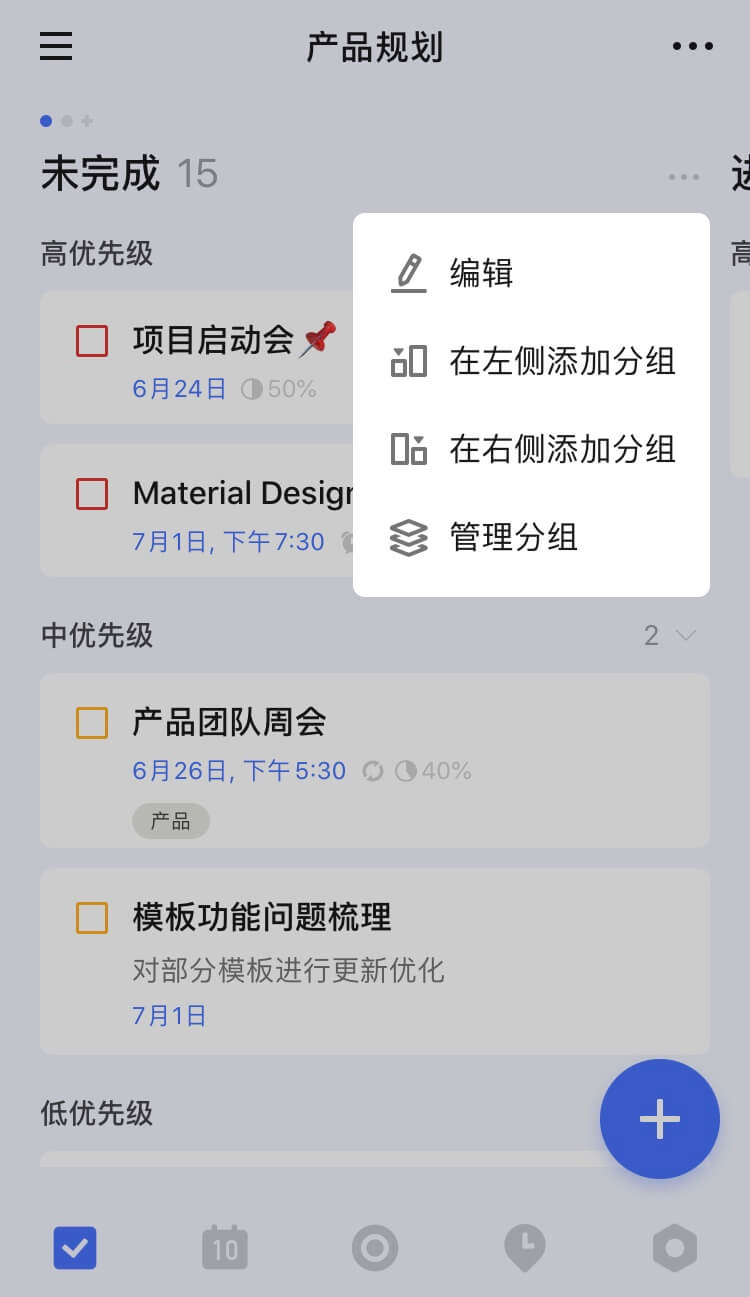 产品规划
未完成 15
高优先级
项目启动会
6月24日 50%
Material Design
7月1日, 下午7:30
编辑
在左侧添加分组
在右侧添加分组
管理分组
中优先级 2
产品团队周会
6月26日, 下午5:30 40%
产品
模板功能问题梳理
对部分模板进行更新优化
7月1日
低优先级
10